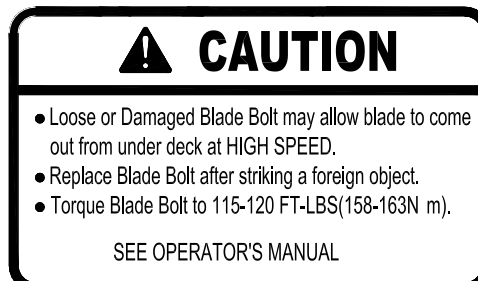 CAUTION
● Loose or Damaged Blade Bolt may allow blade to come
out from under deck at HIGH SPEED.
● Replace Blade Bolt after striking a foreign object.
● Torque Blade Bolt to 115-120 FT-LBS(158-163N m).
SEE OPERATOR'S MANUAL